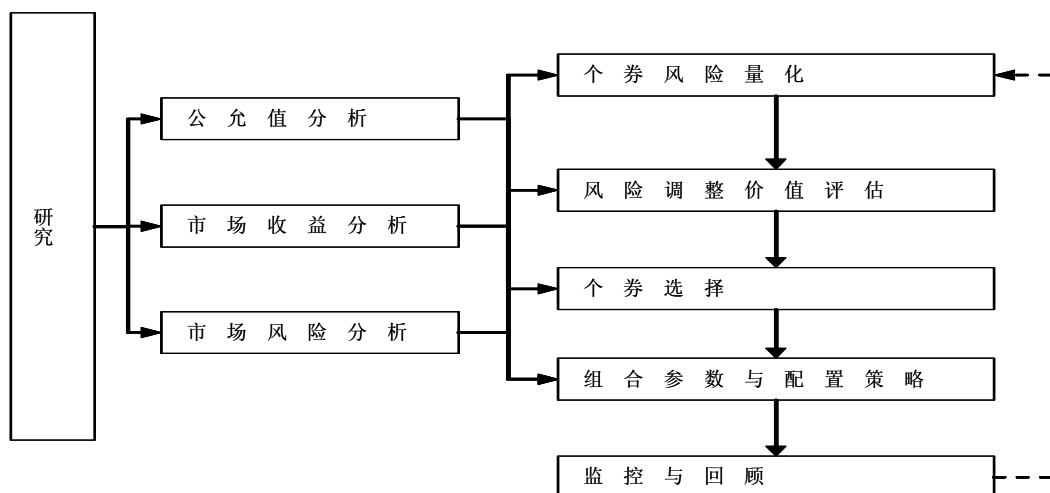 研究
公允值分析
市场收益分析
市场风险分析
个券风险量化
风险调整价值评估
个券选择
组合参数与配置策略
监控与回顾